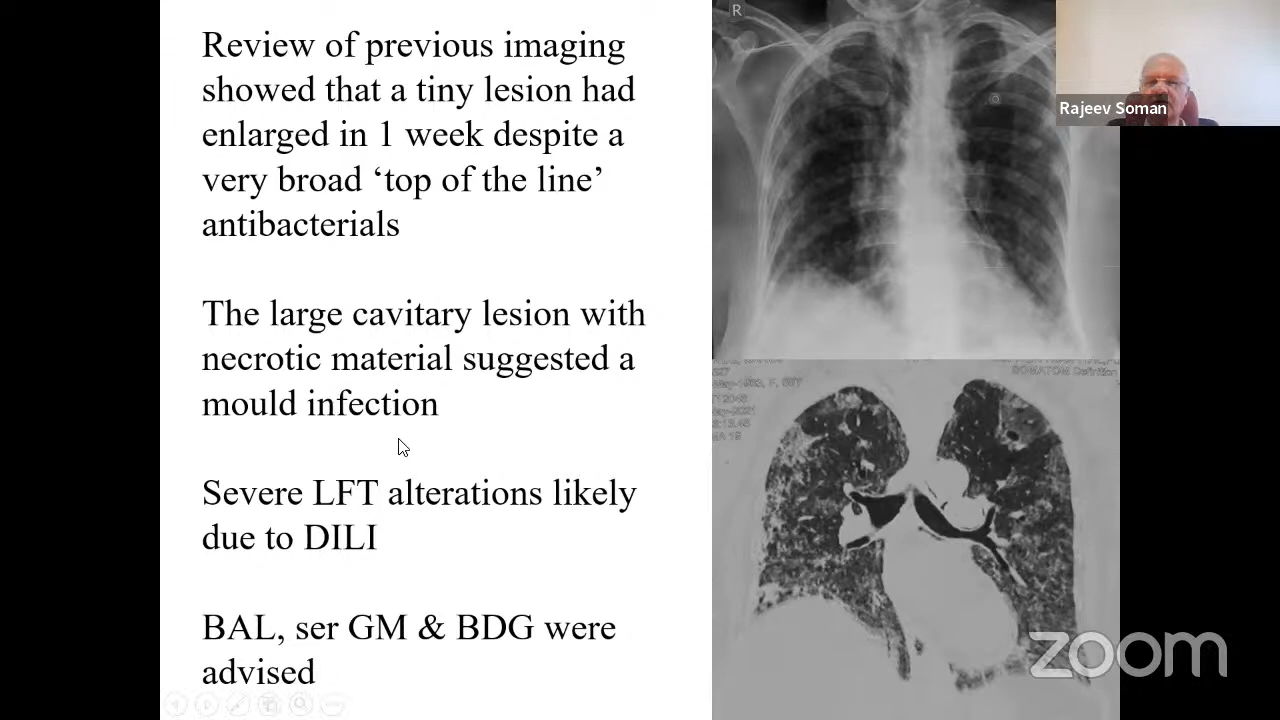 Review of previous imaging
showed that a tiny lesion had
enlarged in 1 week despite a
very broad ‘top of the line’
antibacterials
The large cavitary lesion with
necrotic material suggested a
mould infection
Severe LFT alterations likely
due to DILI
BAL, ser GM & BDG were
advised
R
Rajeev Soman
SOMATOM Definition
zoom